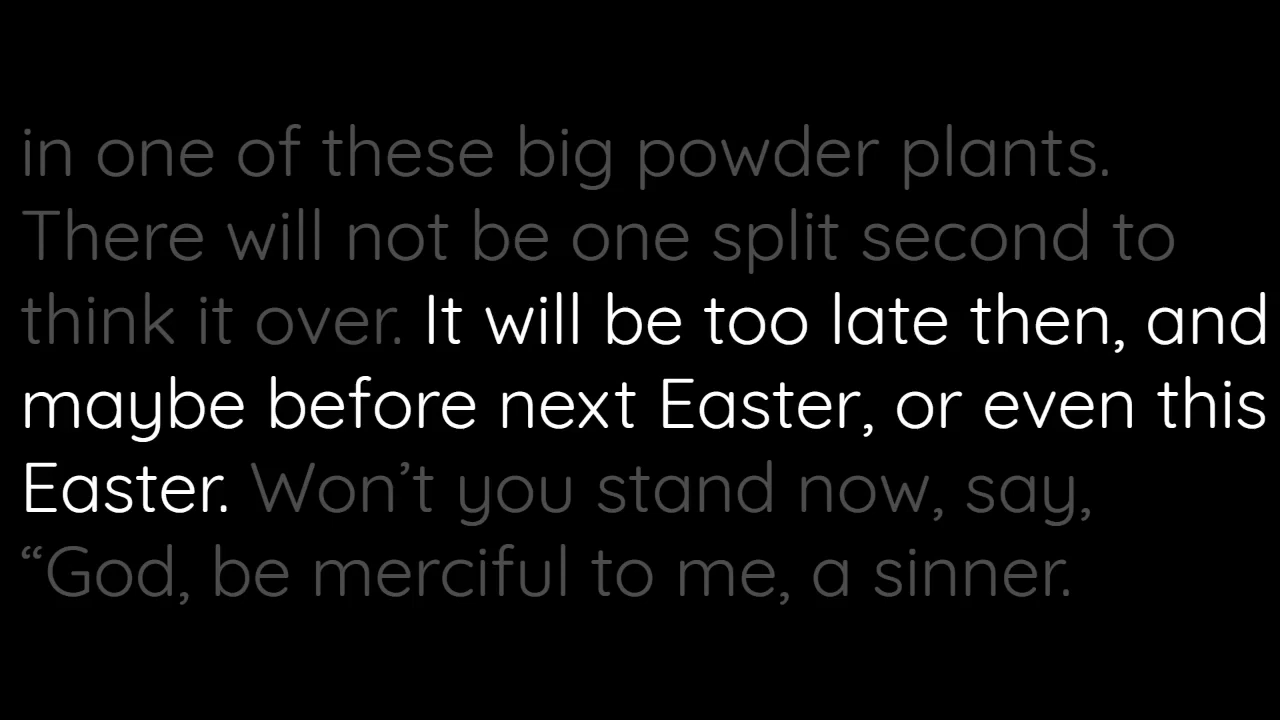 in one of these big powder plants.
There will not be one split second to
think it over. It will be too late then, and
maybe before next Easter, or even this
Easter. Won’t you stand now, say,
“God, be merciful to me, a sinner.